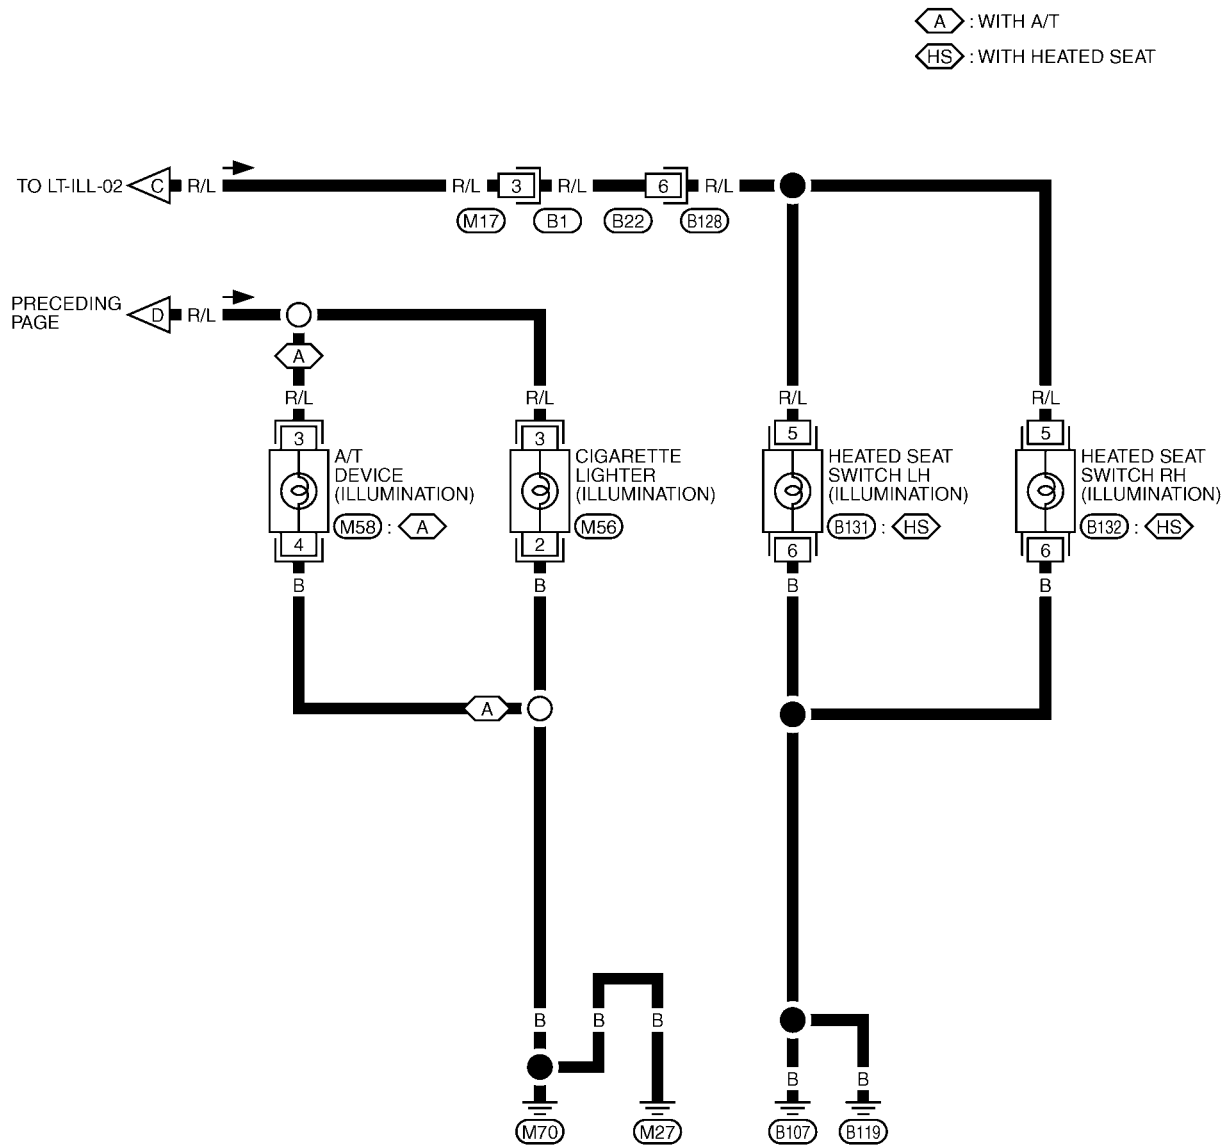 A : WITH A/T
HS : WITH HEATED SEAT
TO LT-ILL-02 C R/L R/L 3 R/L 6 R/L
M17 B1 B22 B128
PRECEDING
PAGE
D R/L
A
R/L R/L R/L R/L
3 3 5 5
A/T
DEVICE
(ILLUMINATION)
M58 : A
CIGARETTE
LIGHTER
(ILLUMINATION)
M56
HEATED SEAT
SWITCH LH
(ILLUMINATION)
B131 : HS
HEATED SEAT
SWITCH RH
(ILLUMINATION)
B132 : HS
4 2 6 6
B B B B
A
B B B
B B
M70 M27 B107 B119